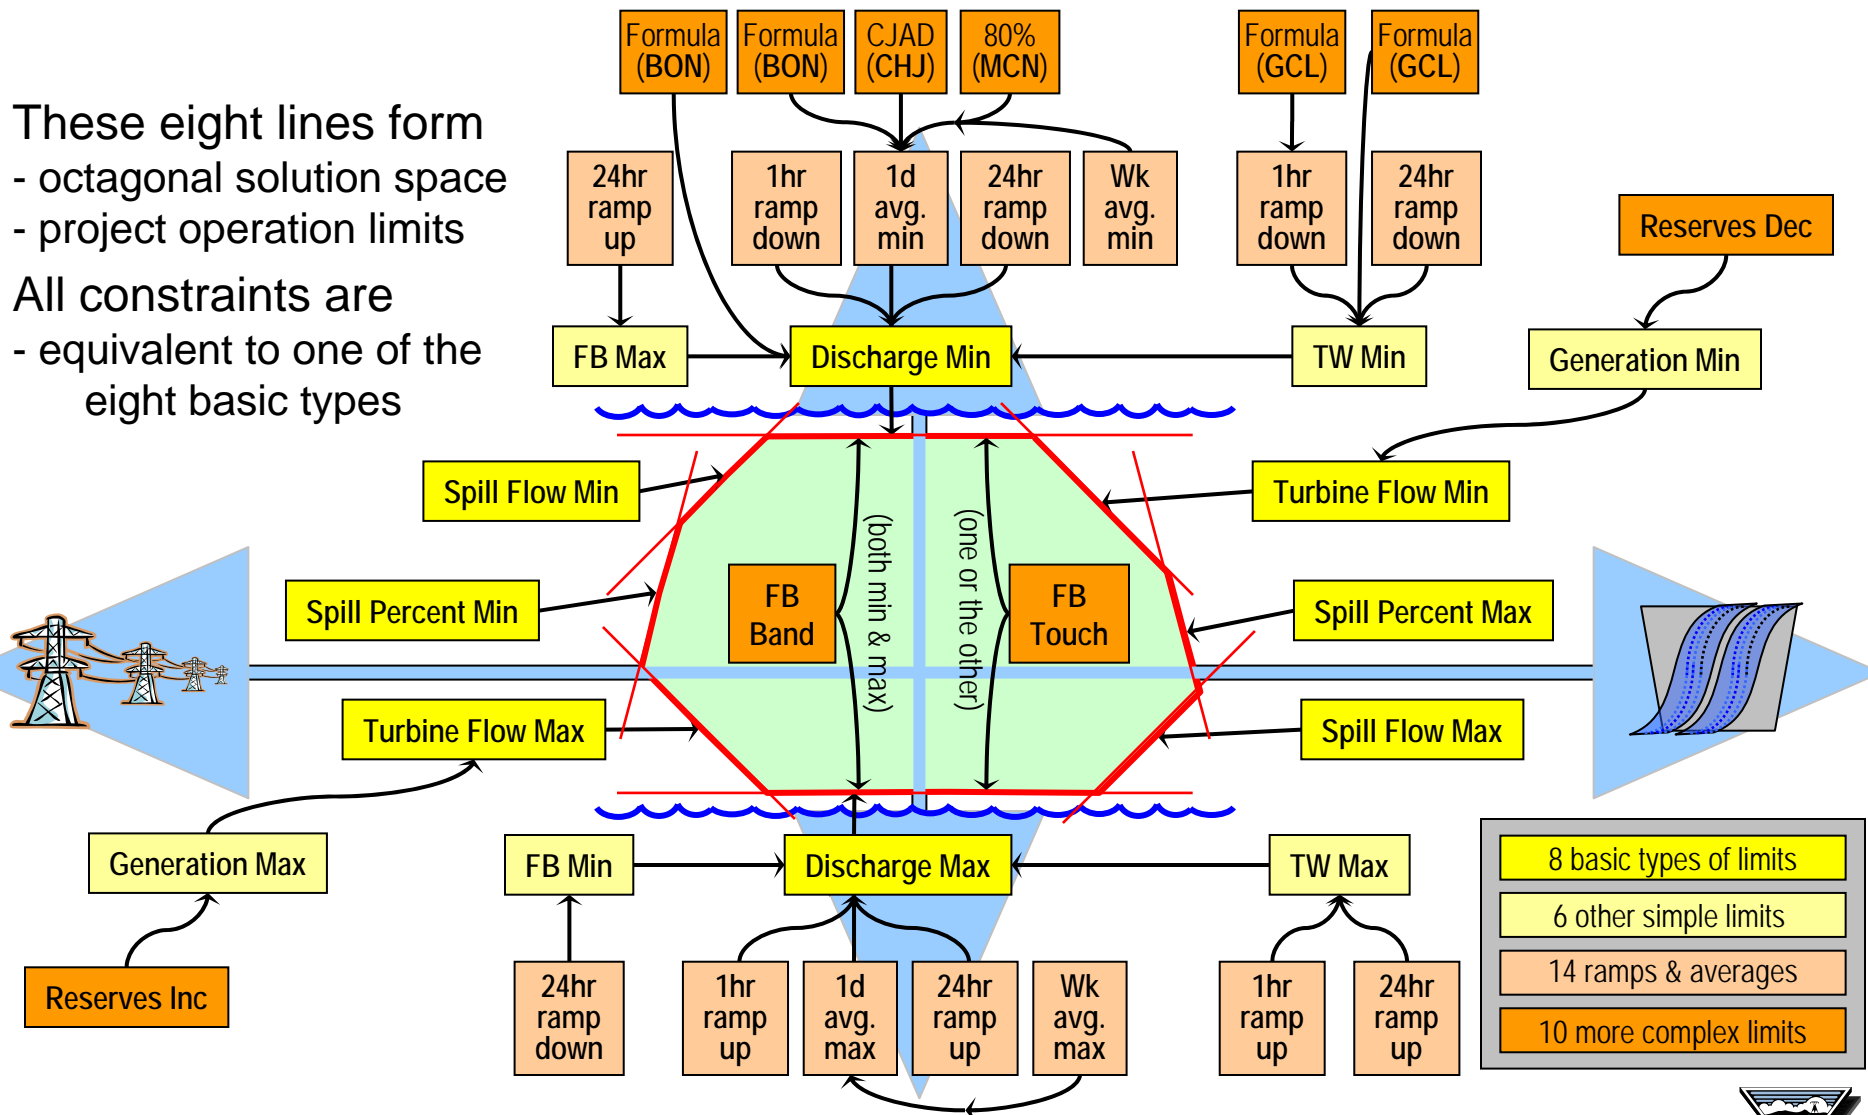 Formula
(BON)
Formula
(BON)
CJAD
(CHJ)
80%
(MCN)
Formula
(GCL)
Formula
(GCL)
These eight lines form
- octagonal solution space
- project operation limits
All constraints are
- equivalent to one of the
eight basic types
24hr
ramp
up
1hr
ramp
down
1d
avg.
min
24hr
ramp
down
Wk
avg.
min
1hr
ramp
down
24hr
ramp
down
Reserves Dec
FB Max
Discharge Min
TW Min
Generation Min
Spill Flow Min
Turbine Flow Min
Spill Percent Min
FB
Band
(both min & max)
(one or the other)
FB
Touch
Spill Percent Max
Turbine Flow Max
Spill Flow Max
Generation Max
FB Min
Discharge Max
TW Max
Reserves Inc
24hr
ramp
down
1hr
ramp
up
1d
avg.
max
24hr
ramp
up
Wk
avg.
max
1hr
ramp
up
24hr
ramp
up
8 basic types of limits
6 other simple limits
14 ramps & averages
10 more complex limits